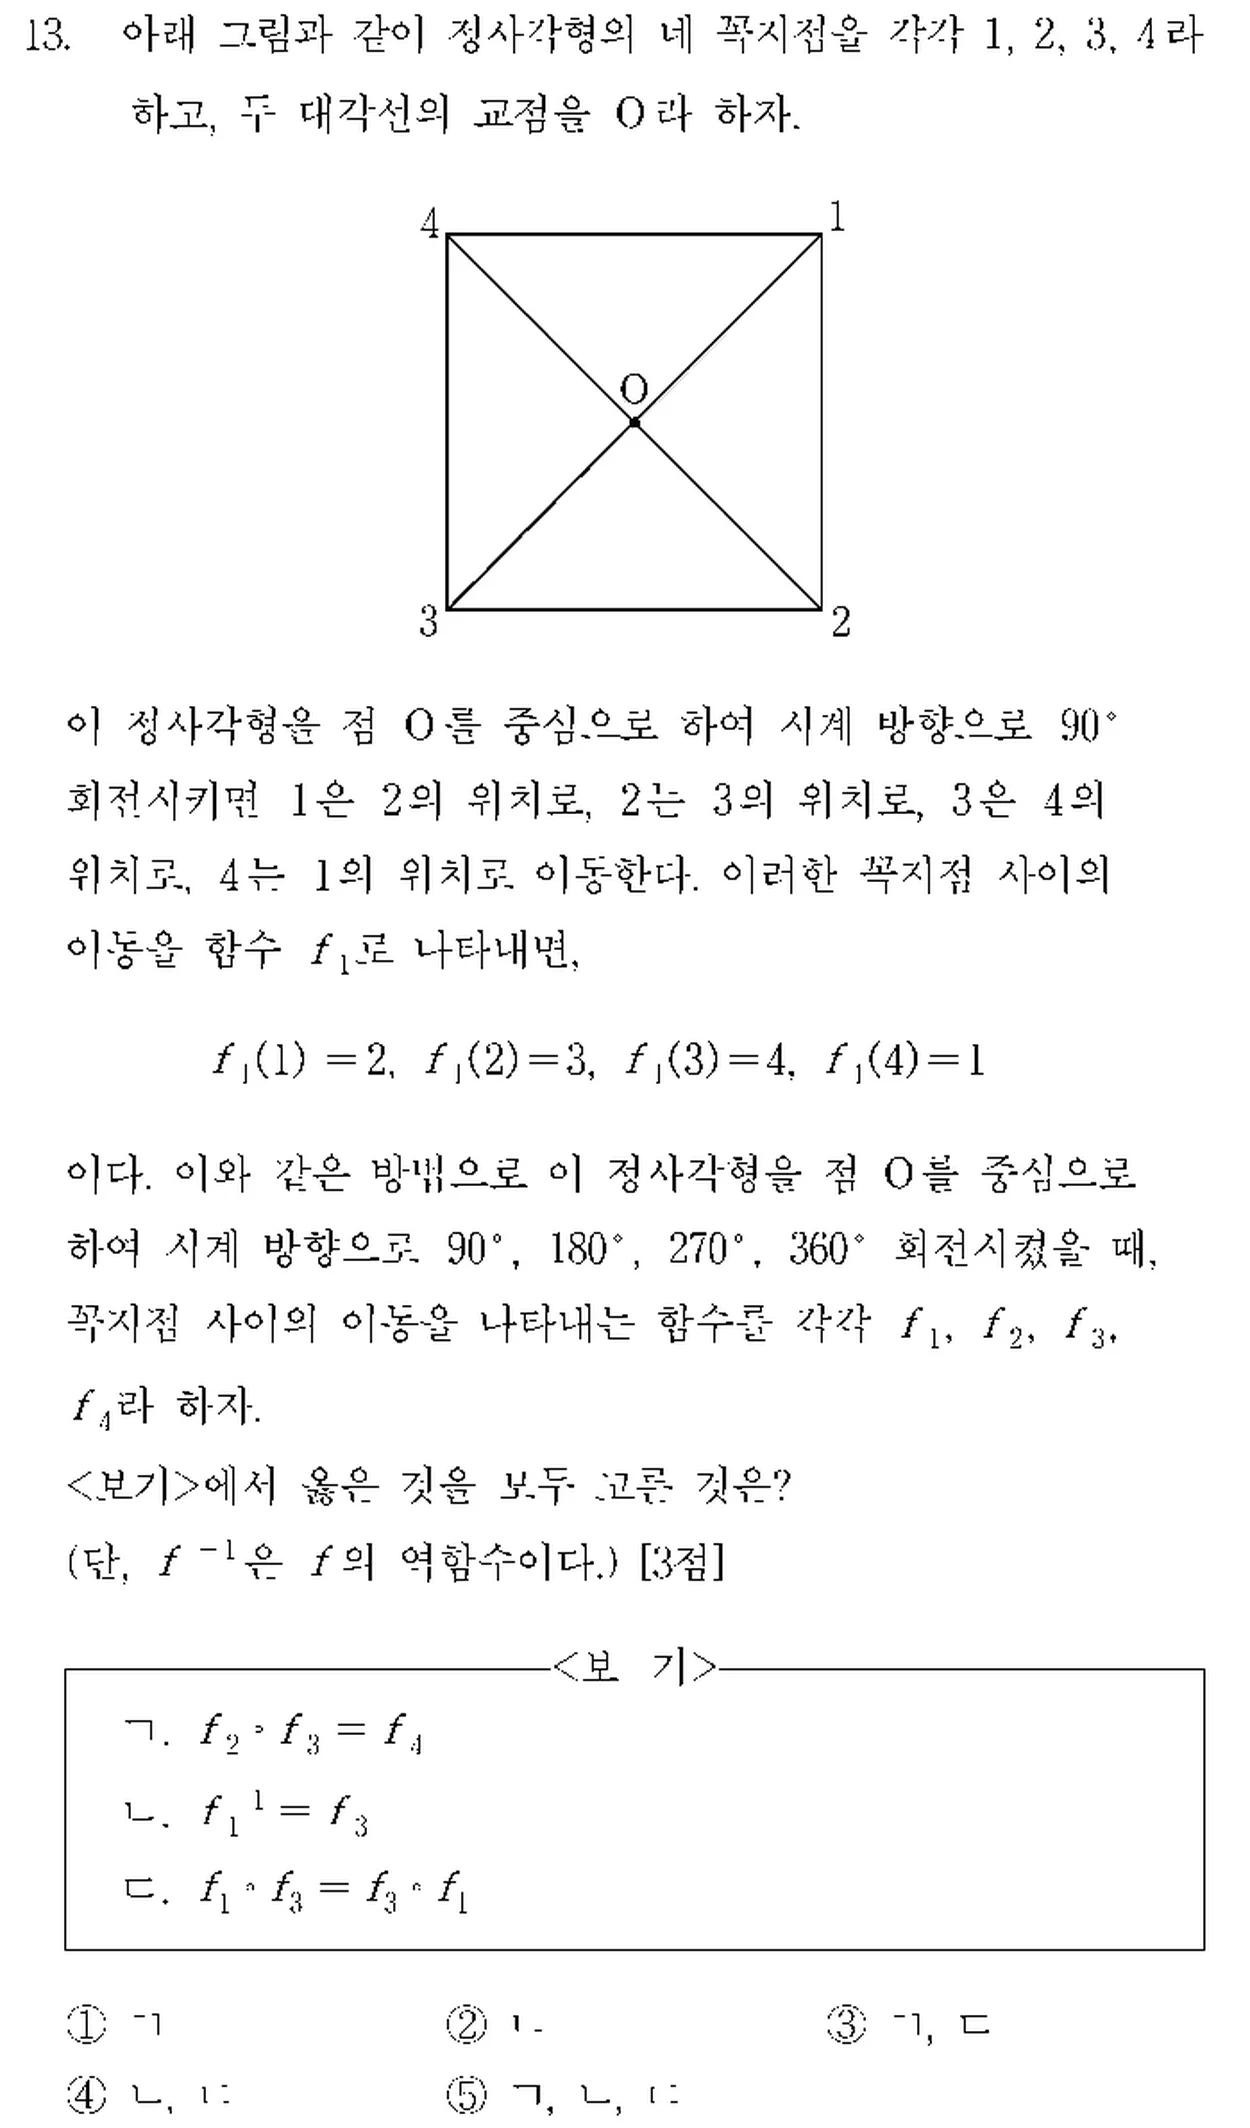 13. 아래 그림과 같이 정사각형의 네 꼭지점을 각각 1, 2, 3, 4라
하고, 두 대각선의 교점을 O라 하자.
4 1
O
3 2
이 정사각형을 점 O를 중심으로 하여 시계 방향으로 90°
회전시키면 1은 2의 위치로, 2는 3의 위치로, 3은 4의
위치로, 4는 1의 위치로 이동한다. 이러한 꼭지점 사이의
이동을 함수 f₁로 나타내면,
f₁(1) = 2, f₁(2) = 3, f₁(3) = 4, f₁(4) = 1
이다. 이와 같은 방법으로 이 정사각형을 점 O를 중심으로
하여 시계 방향으로 90°, 180°, 270°, 360° 회전시켰을 때,
꼭지점 사이의 이동을 나타내는 함수를 각각 f₁, f₂, f₃,
f₄라 하자.
<보기>에서 옳은 것을 모두 고른 것은?
(단, f⁻¹은 f의 역함수이다.) [3점]
<보 기>
ㄱ. f₂∘f₃ = f₄
ㄴ. f₁¹ = f₃
ㄷ. f₁∘f₃ = f₃∘f₁
① ㄱ ② ㄴ ③ ㄱ, ㄷ
④ ㄴ, ㄷ ⑤ ㄱ, ㄴ, ㄷ